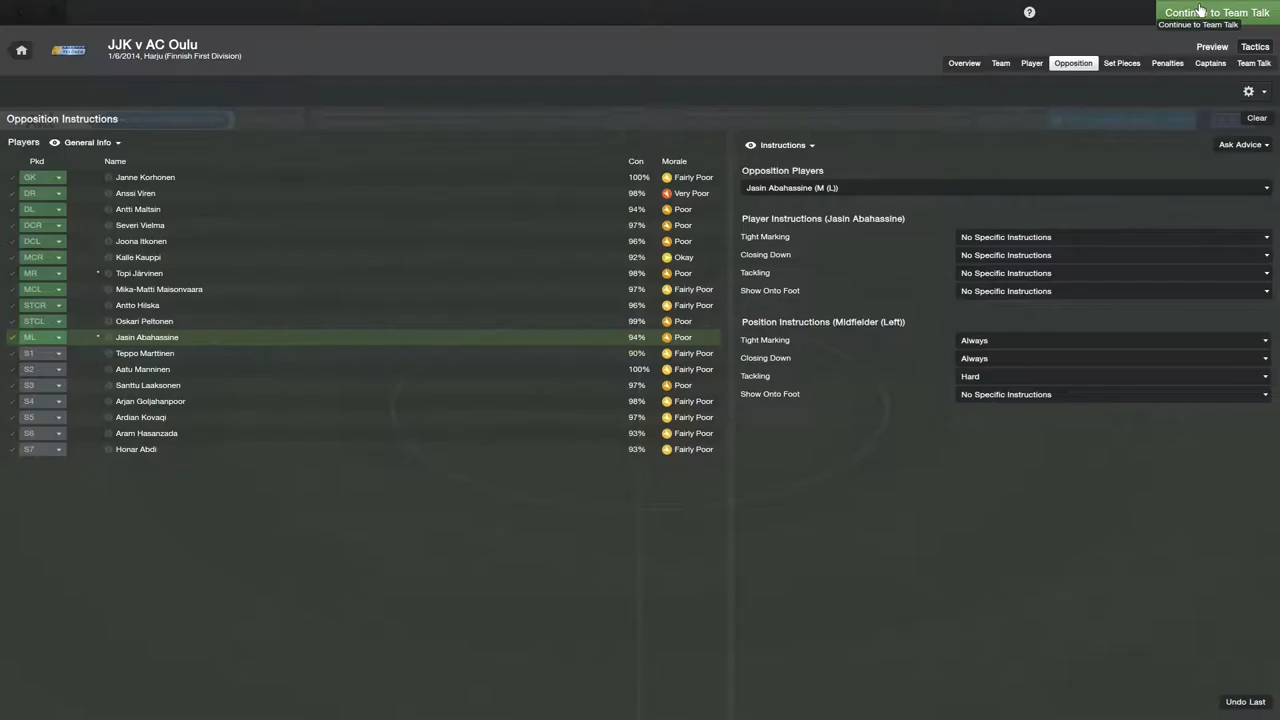 Continue to Team Talk
Continue to Team Talk
JJK v AC Oulu
1/6/2014, Harju (Finnish First Division)
Preview Tactics
Overview Team Player Opposition Set Pieces Penalties Captains Team Talk
Opposition Instructions Clear
Players General Info Instructions Ask Advice
Pkd Name Con Morale
GK Janne Korhonen 100% Fairly Poor
DR Anssi Viren 98% Very Poor
DL Antti Maltsin 94% Poor
DCR Severi Vielma 97% Poor
DCL Joona Itkonen 96% Poor
MCR Kalle Kauppi 92% Okay
MR Topi Järvinen 98% Poor
MCL Mika-Matti Maisonvaara 97% Fairly Poor
STCR Antto Hilska 96% Fairly Poor
STCL Oskari Peltonen 99% Poor
ML Jasin Abahassine 94% Poor
S1 Teppo Marttinen 90% Fairly Poor
S2 Aatu Manninen 100% Fairly Poor
S3 Santtu Laaksonen 97% Poor
S4 Arjan Goljahanpoor 98% Fairly Poor
S5 Ardian Kovaqi 97% Fairly Poor
S6 Aram Hasanzada 93% Fairly Poor
S7 Honar Abdi 93% Fairly Poor
Opposition Players
Jasin Abahassine (M (L))
Player Instructions (Jasin Abahassine)
Tight Marking No Specific Instructions
Closing Down No Specific Instructions
Tackling No Specific Instructions
Show Onto Foot No Specific Instructions
Position Instructions (Midfielder (Left))
Tight Marking Always
Closing Down Always
Tackling Hard
Show Onto Foot No Specific Instructions
Undo Last